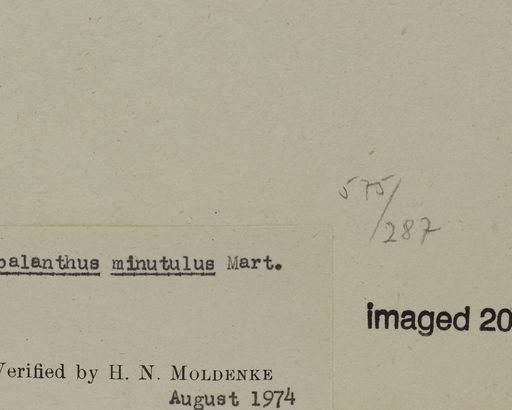 575/287
palanthus minutulus Mart.
imaged 20
Verified by H. N. MOLDENKE
August 1974